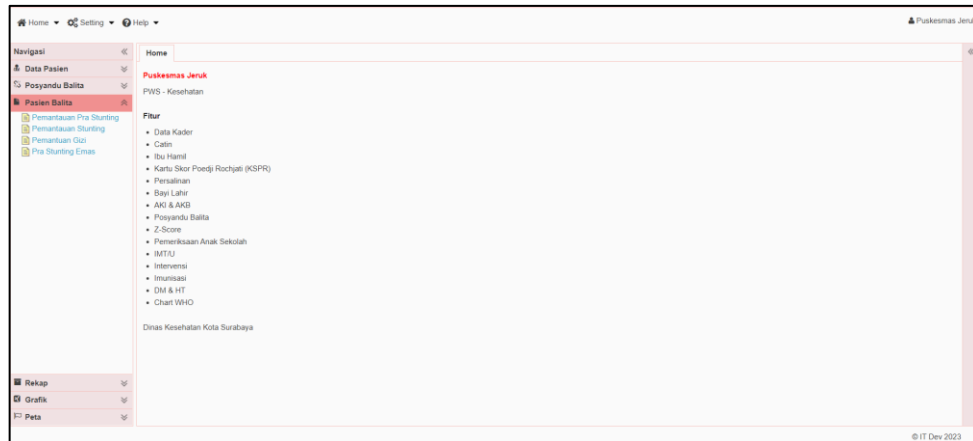 Home Setting Help
Puskesmas Jeruk
Navigasi
Data Pasien
Posyandu Balita
Pasien Balita
Pemantauan Pra Stunting
Pemantauan Stunting
Pemantuan Gizi
Pra Stunting Emas
Rekap
Grafik
Peta
Home
Puskesmas Jeruk
PWS - Kesehatan
Fitur
Data Kader
Catin
Ibu Hamil
Kartu Skor Poedji Rochjati (KSPR)
Persalinan
Bayi Lahir
AKI & AKB
Posyandu Balita
Z-Score
Pemeriksaan Anak Sekolah
IMT/U
Intervensi
Imunisasi
DM & HT
Chart WHO
Dinas Kesehatan Kota Surabaya
© IT Dev 2023